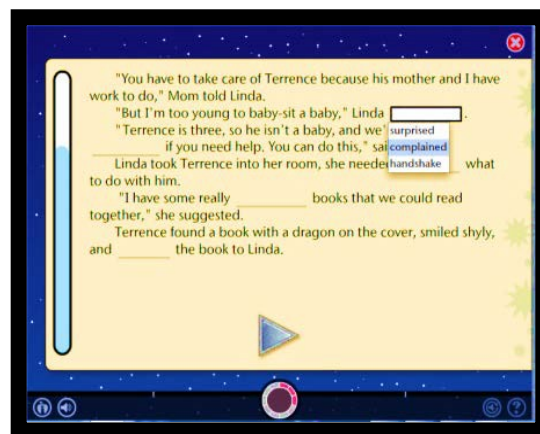 "You have to take care of Terrence because his mother and I have
work to do," Mom told Linda.
"But I'm too young to baby-sit a baby," Linda .
"Terrence is three, so he isn't a baby, and we'
surprised
if you need help. You can do this," sai
complained
Linda took Terrence into her room, she neede
handshake
what
to do with him.
"I have some really books that we could read
together," she suggested.
Terrence found a book with a dragon on the cover, smiled shyly,
and the book to Linda.